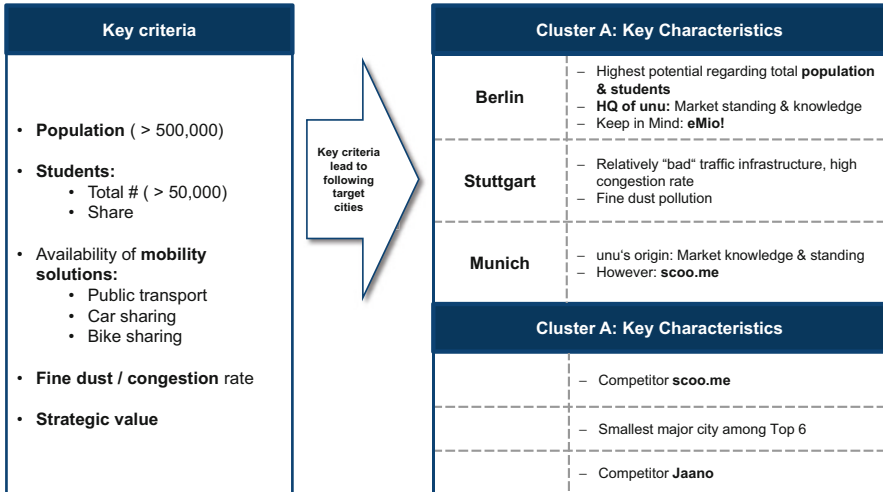 Key criteria
• Population ( > 500,000)
• Students:
• Total # ( > 50,000)
• Share
• Availability of mobility
solutions:
• Public transport
• Car sharing
• Bike sharing
• Fine dust / congestion rate
• Strategic value
Key criteria
lead to
following
target
cities
Cluster A: Key Characteristics
Berlin
– Highest potential regarding total population
& students
– HQ of unu: Market standing & knowledge
– Keep in Mind: eMio!
Stuttgart
– Relatively “bad“ traffic infrastructure, high
congestion rate
– Fine dust pollution
Munich
– unu‘s origin: Market knowledge & standing
– However: scoo.me
Cluster A: Key Characteristics
– Competitor scoo.me
– Smallest major city among Top 6
– Competitor Jaano